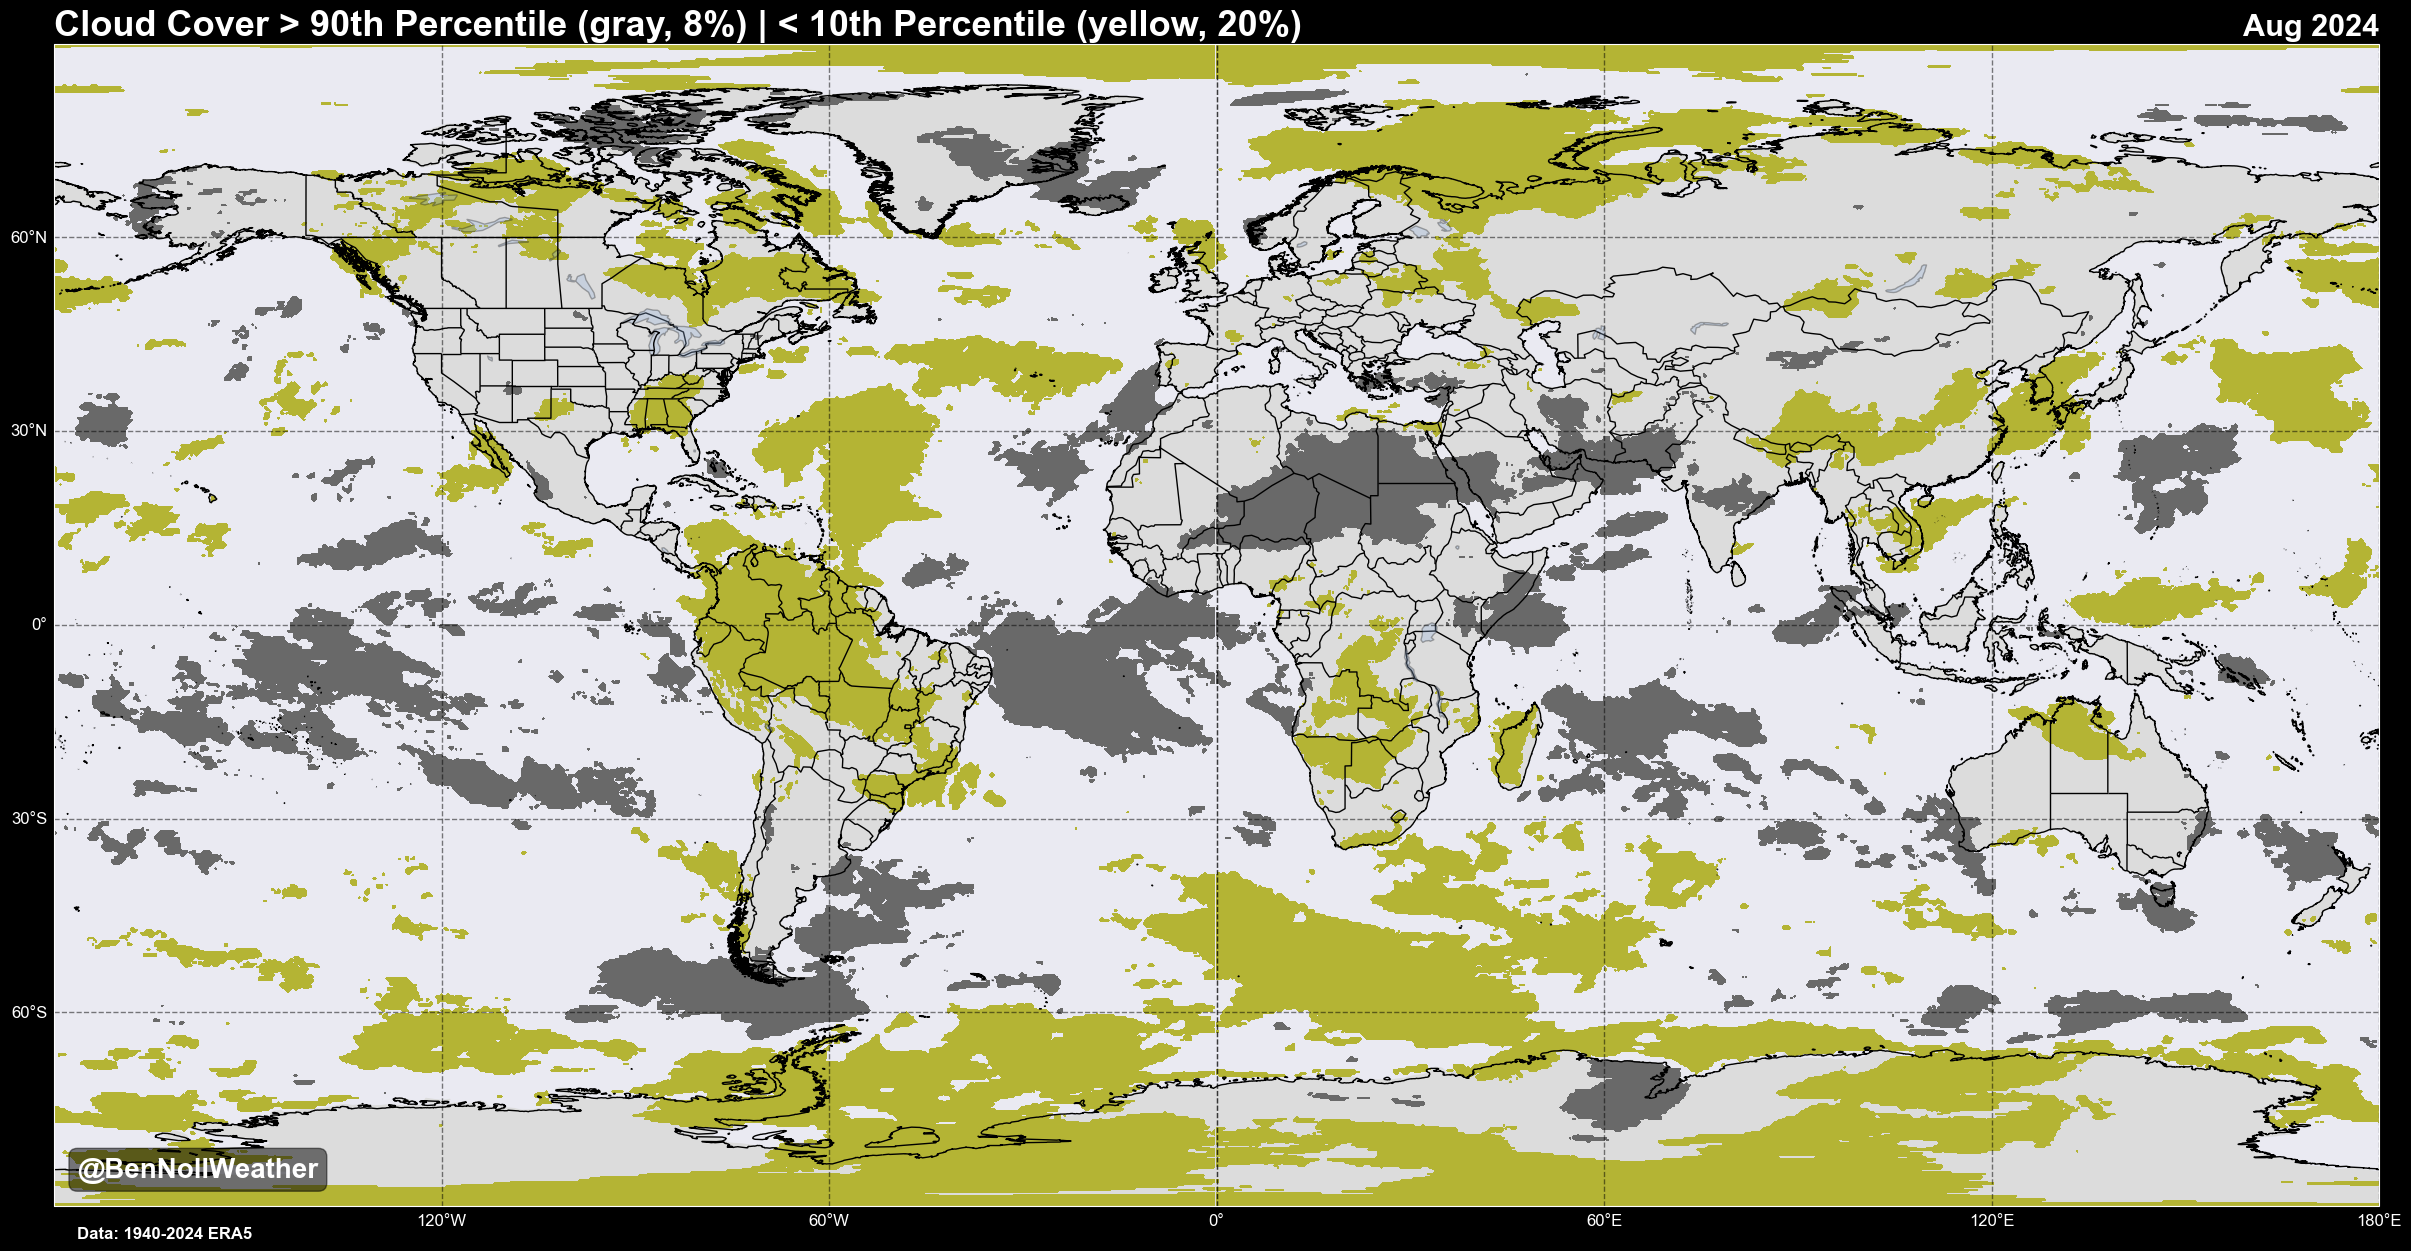 Cloud Cover > 90th Percentile (gray, 8%) | < 10th Percentile (yellow, 20%)
Aug 2024
60°N
30°N
0°
30°S
60°S
@BenNollWeather
120°W
60°W
0°
60°E
120°E
180°E
Data: 1940-2024 ERA5